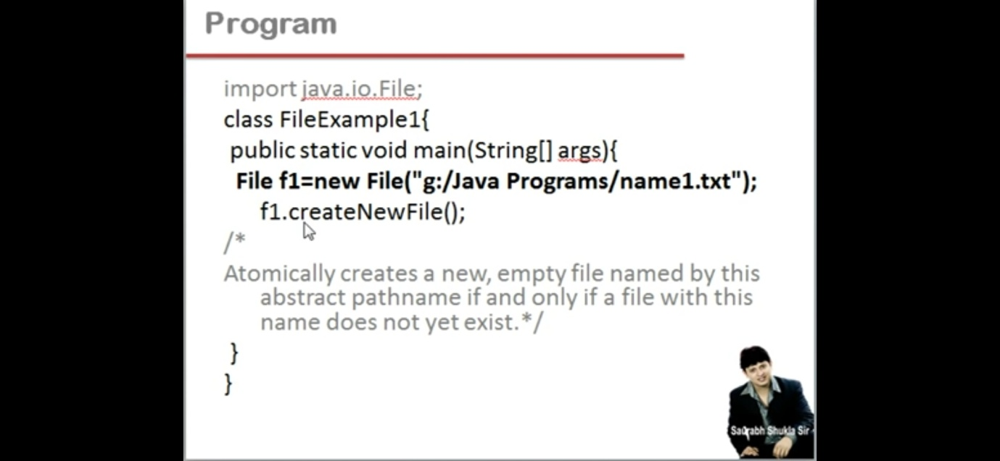 Program
import java.io.File;
class FileExample1{
public static void main(String[] args){
File f1=new File("g:/Java Programs/name1.txt");
f1.createNewFile();
/*
Atomically creates a new, empty file named by this
abstract pathname if and only if a file with this
name does not yet exist.*/
}
}
Saurabh Shukla Sir